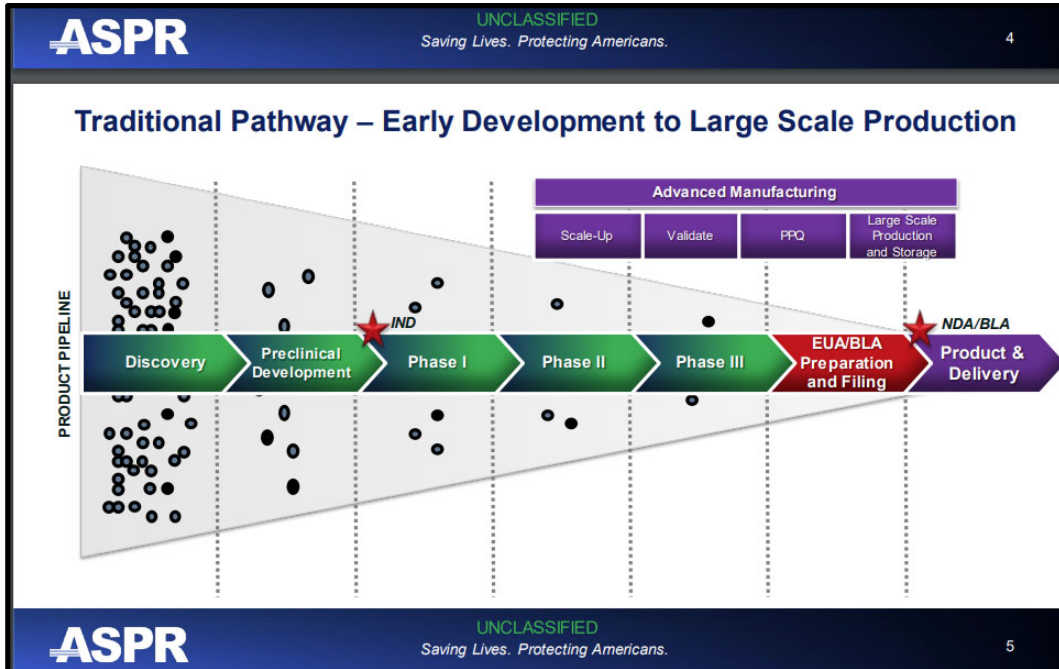 ASPR
UNCLASSIFIED
Saving Lives. Protecting Americans.
4
Traditional Pathway – Early Development to Large Scale Production
Advanced Manufacturing
Scale-Up
Validate
PPQ
Large Scale
Production
and Storage
PRODUCT PIPELINE
IND
NDA/BLA
Discovery
Preclinical
Development
Phase I
Phase II
Phase III
EUA/BLA
Preparation
and Filing
Product &
Delivery
ASPR
UNCLASSIFIED
Saving Lives. Protecting Americans.
5